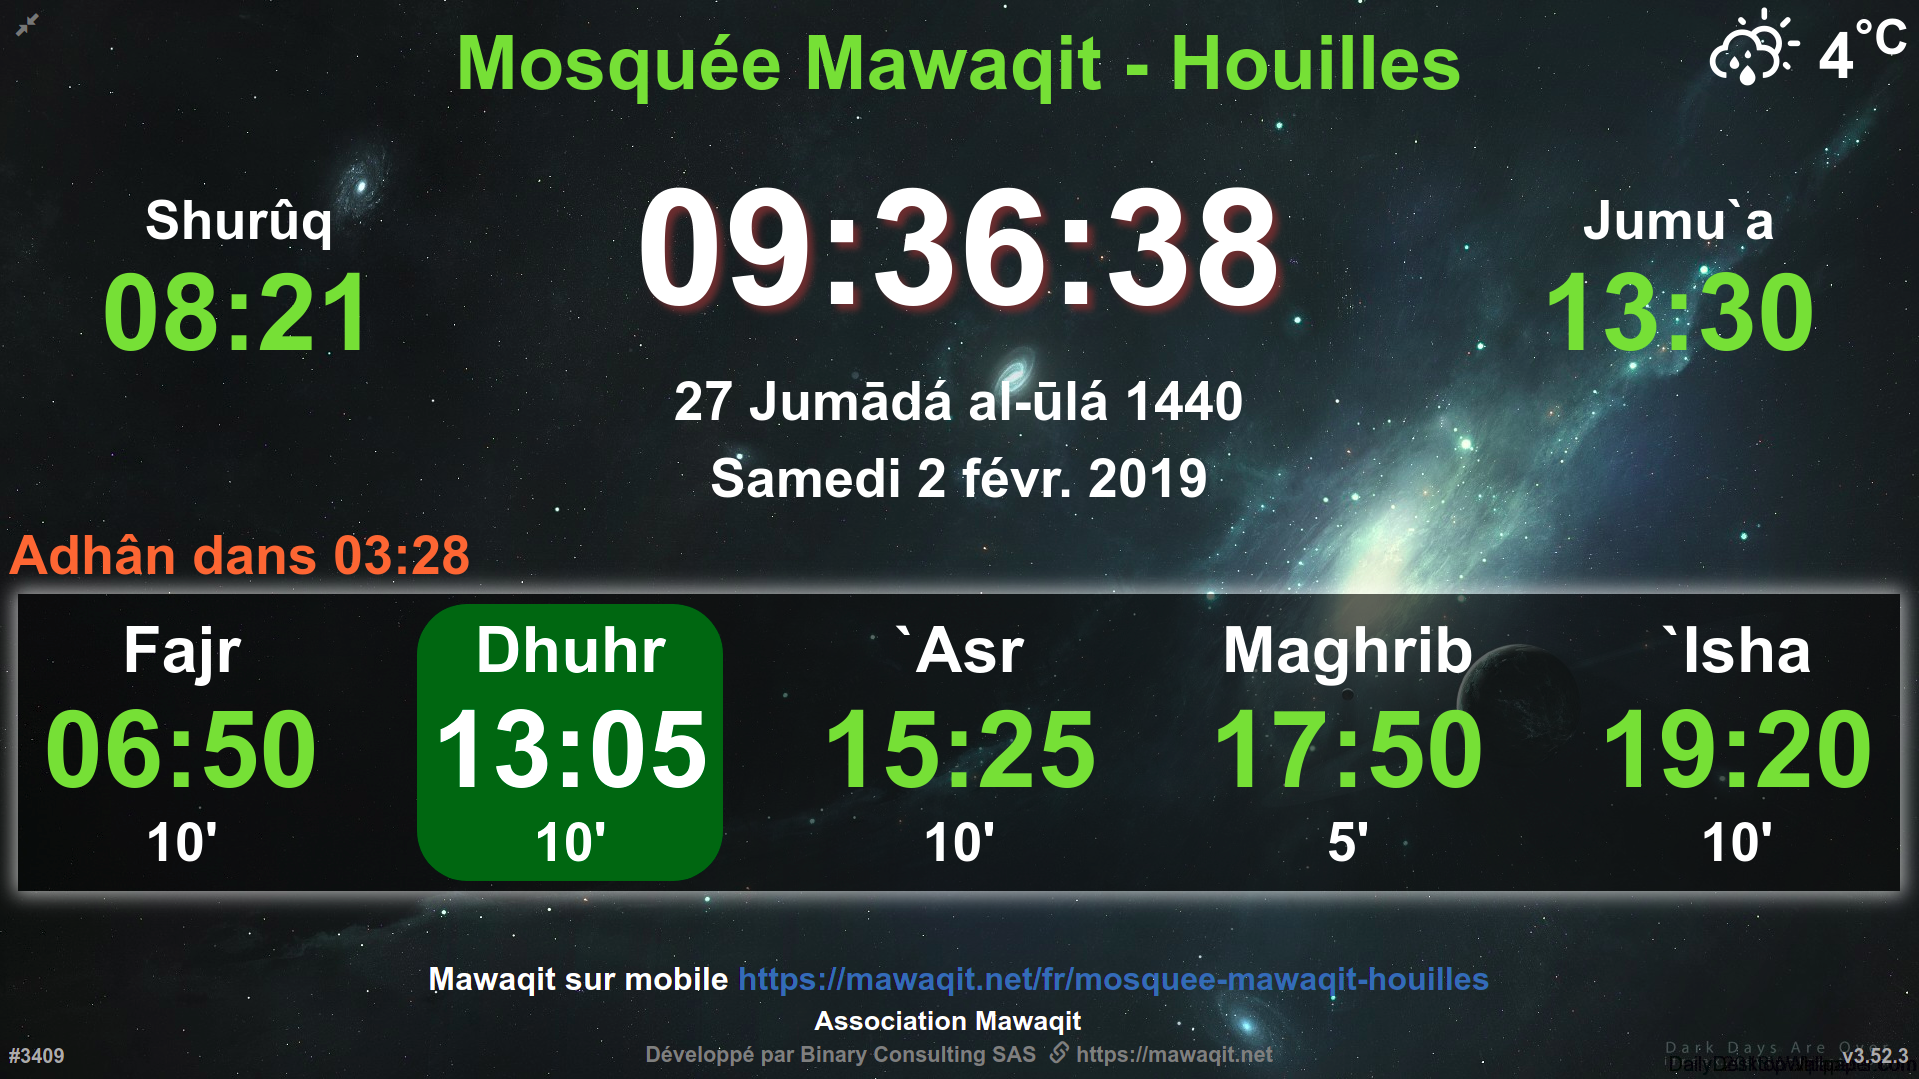 Mosquée Mawaqit - Houilles
4°C
Shurûq
08:21
09:36:38
Jumu`a
13:30
27 Jumādá al-ūlá 1440
Samedi 2 févr. 2019
Adhân dans 03:28
Fajr
Dhuhr
`Asr
Maghrib
`Isha
06:50
13:05
15:25
17:50
19:20
10'
10'
10'
5'
10'
Mawaqit sur mobile https://mawaqit.net/fr/mosquee-mawaqit-houilles
Association Mawaqit
Développé par Binary Consulting SAS https://mawaqit.net
#3409
Dark Days Are Over
v3.52.3